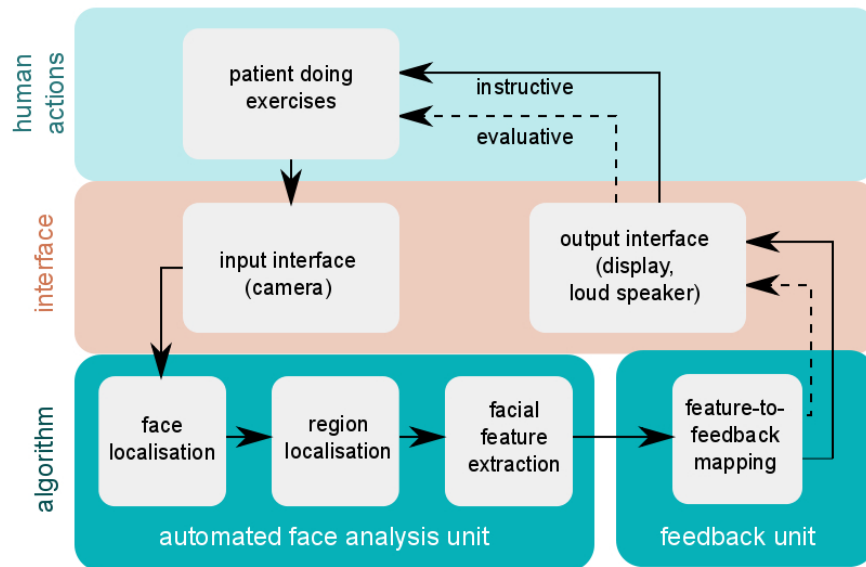 human
actions
patient doing
exercises
instructive
evaluative
interface
input interface
(camera)
output interface
(display,
loud speaker)
algorithm
face
localisation
region
localisation
facial
feature
extraction
feature-to-
feedback
mapping
automated face analysis unit
feedback unit